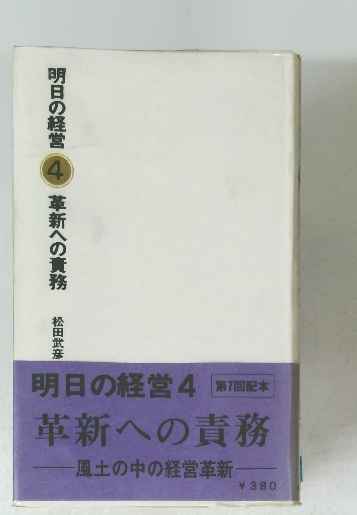 明日の経営
4
革新への責務
松田武彦
明日の経営4
第7回配本
革新への責務
―風土の中の経営革新―
¥380